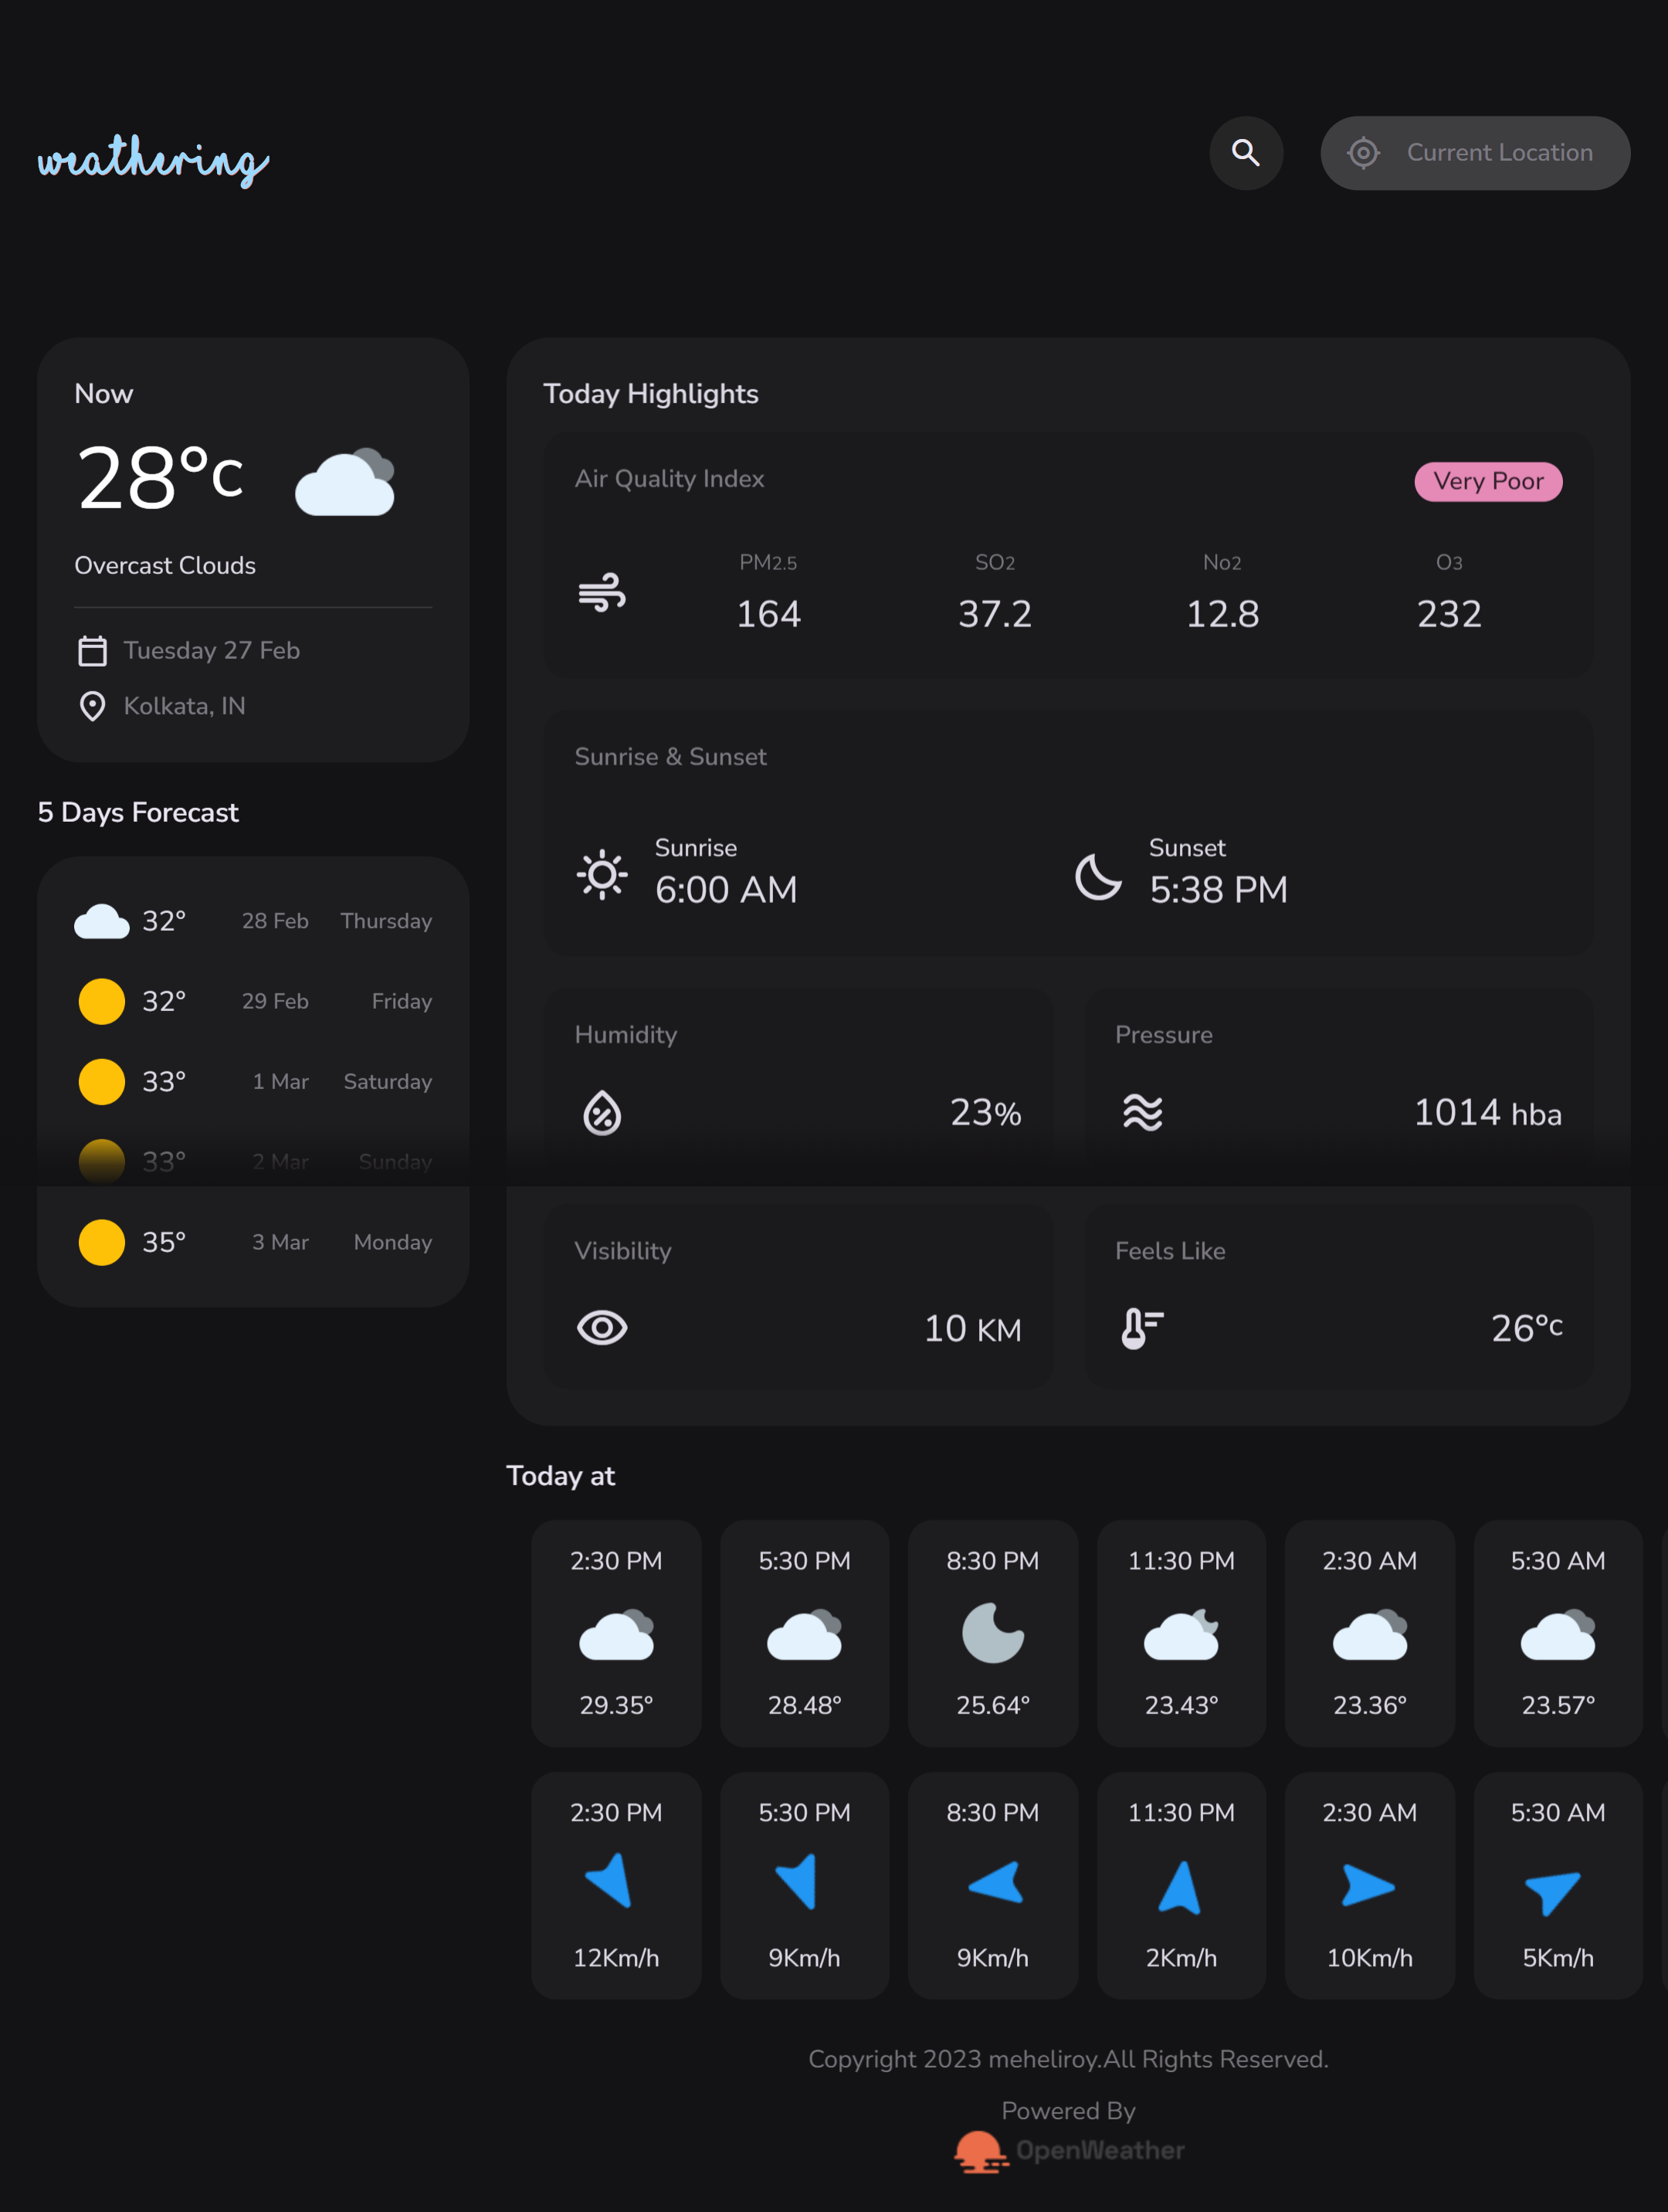 weathering
Current Location
Now
28°c
Overcast Clouds
Tuesday 27 Feb
Kolkata, IN
5 Days Forecast
32° 28 Feb Thursday
32° 29 Feb Friday
33° 1 Mar Saturday
33° 2 Mar Sunday
35° 3 Mar Monday
Today Highlights
Air Quality Index
Very Poor
PM2.5 SO2 No2 O3
164 37.2 12.8 232
Sunrise & Sunset
Sunrise
6:00 AM
Sunset
5:38 PM
Humidity
23%
Pressure
1014 hba
Visibility
10 KM
Feels Like
26°c
Today at
2:30 PM 5:30 PM 8:30 PM 11:30 PM 2:30 AM 5:30 AM
29.35° 28.48° 25.64° 23.43° 23.36° 23.57°
2:30 PM 5:30 PM 8:30 PM 11:30 PM 2:30 AM 5:30 AM
12Km/h 9Km/h 9Km/h 2Km/h 10Km/h 5Km/h
Copyright 2023 meheliroy.All Rights Reserved.
Powered By
OpenWeather